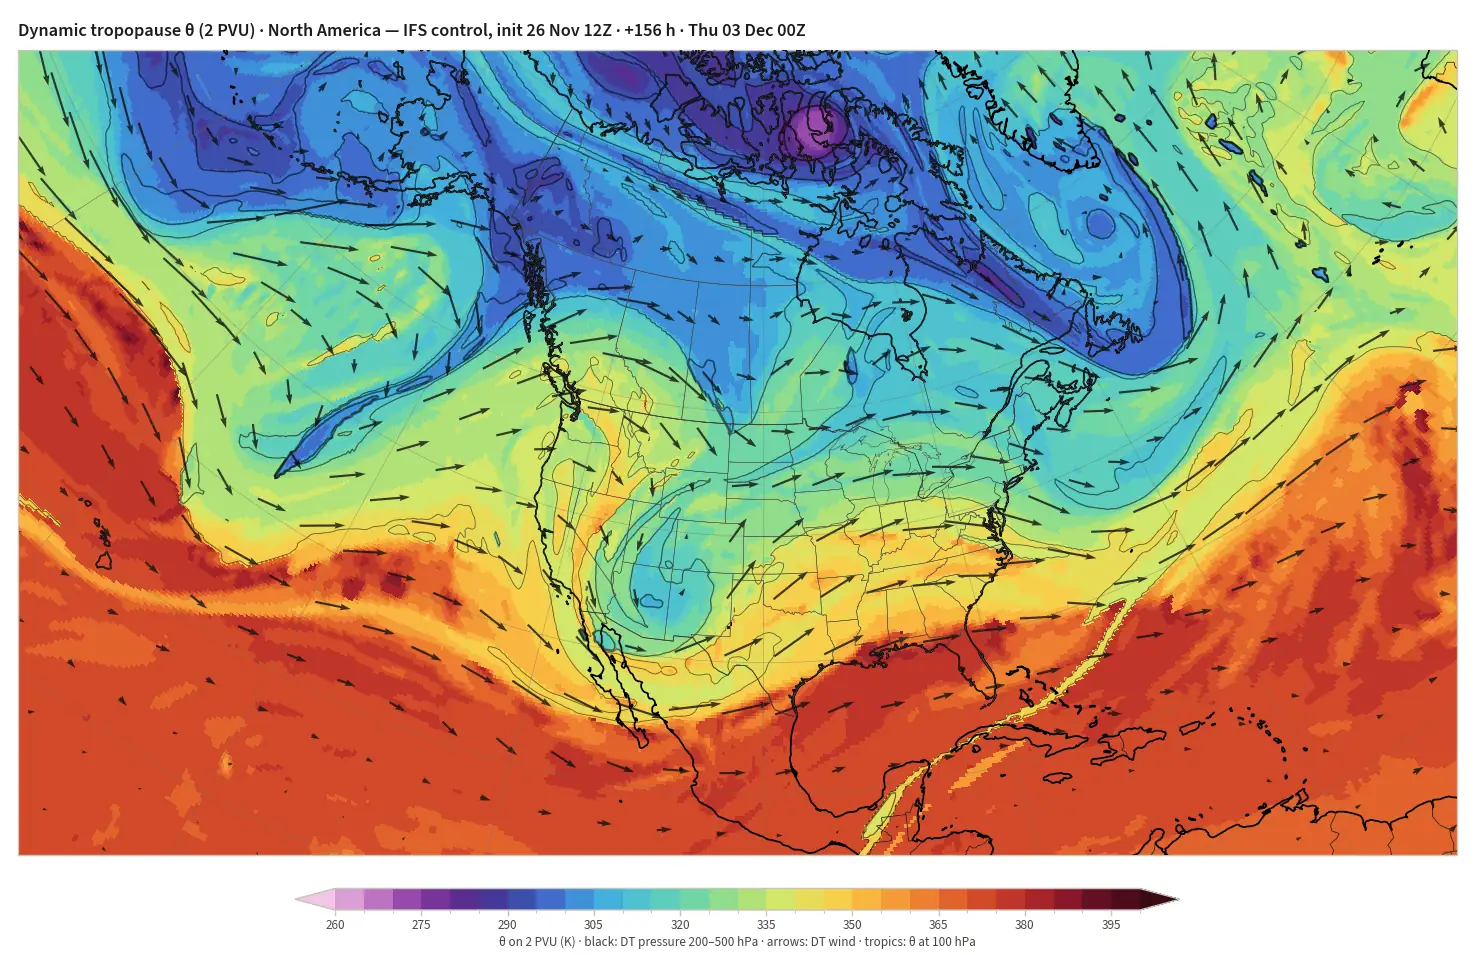 Dynamic tropopause θ (2 PVU) · North America — IFS control, init 26 Nov 12Z · +156 h · Thu 03 Dec 00Z
260 275 290 305 320 335 350 365 380 395
θ on 2 PVU (K) · black: DT pressure 200–500 hPa · arrows: DT wind · tropics: θ at 100 hPa